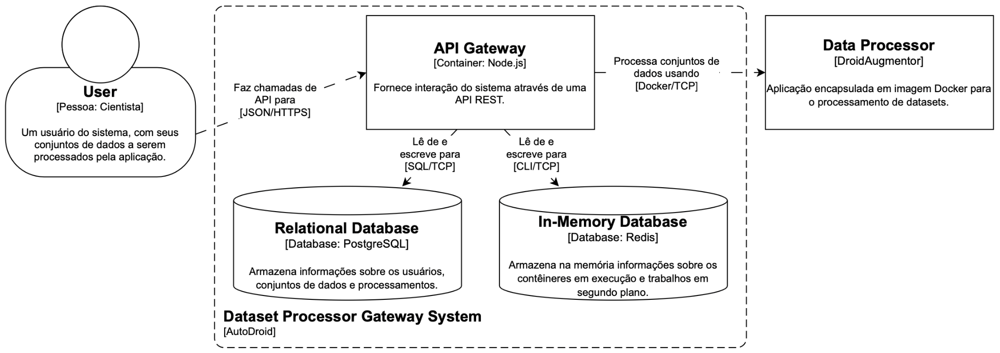 User
[Pessoa: Cientista]
Um usuário do sistema, com seus
conjuntos de dados a serem
processados pela aplicação.
Faz chamadas de
API para
[JSON/HTTPS]
API Gateway
[Container: Node.js]
Fornece interação do sistema através de uma
API REST.
Processa conjuntos de
dados usando
[Docker/TCP]
Data Processor
[DroidAugmentor]
Aplicação encapsulada em imagem Docker para
o processamento de datasets.
Lê de e
escreve para
[SQL/TCP]
Lê de e
escreve para
[CLI/TCP]
Relational Database
[Database: PostgreSQL]
Armazena informações sobre os usuários,
conjuntos de dados e processamentos.
In-Memory Database
[Database: Redis]
Armazena na memória informações sobre os
contêineres em execução e trabalhos em
segundo plano.
Dataset Processor Gateway System
[AutoDroid]